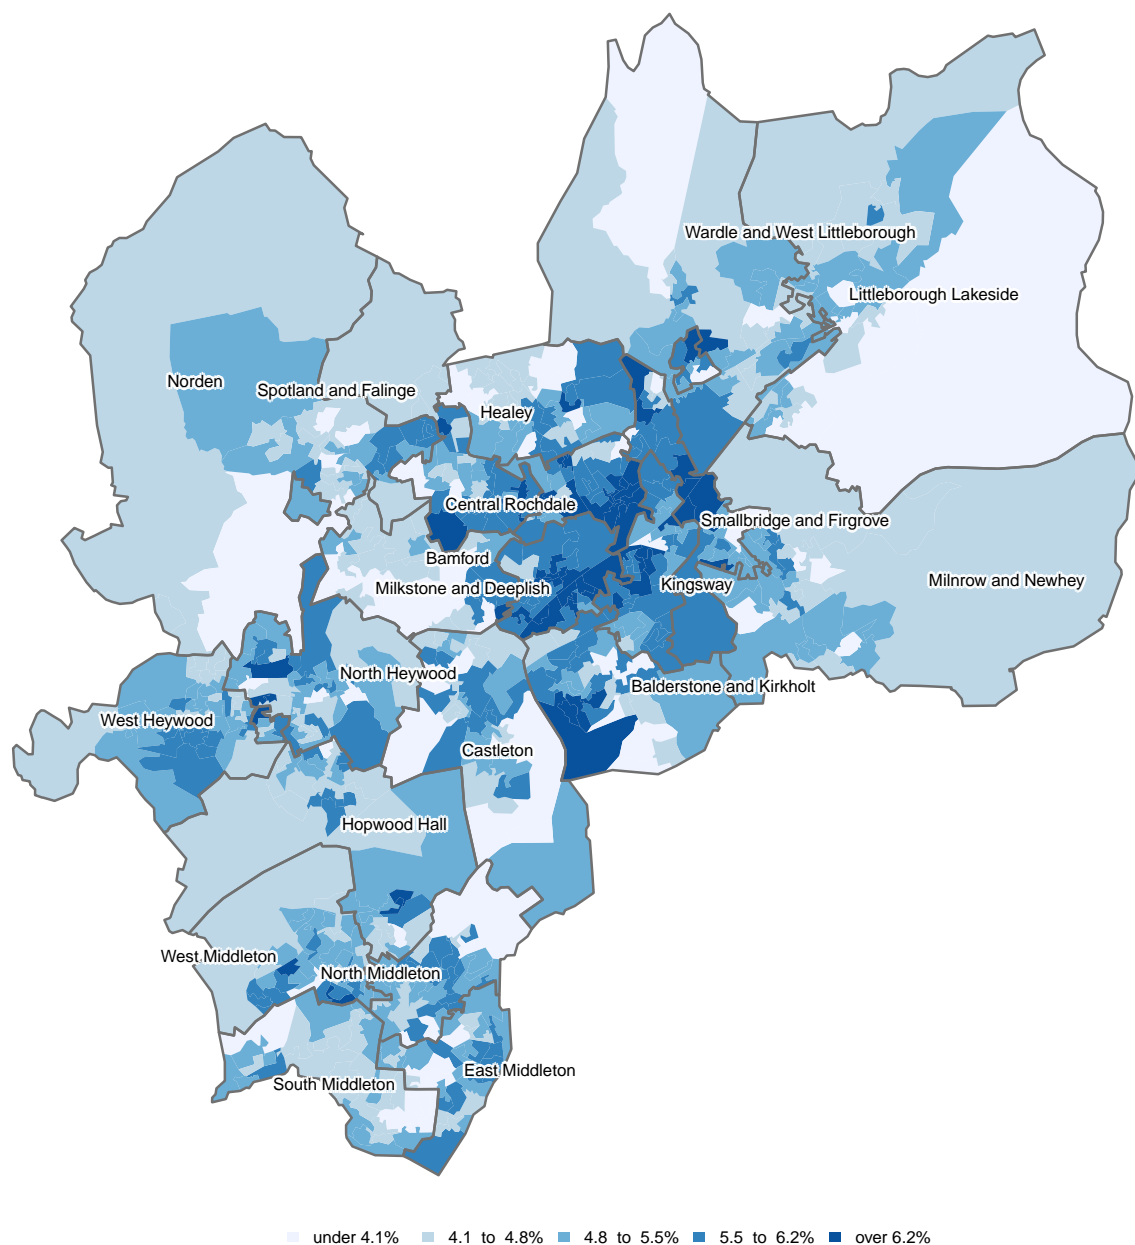 Wardle and West Littleborough
Littleborough Lakeside
Norden
Spotland and Falinge
Healey
Central Rochdale
Smallbridge and Firgrove
Bamford
Milkstone and Deeplish
Kingsway
Milnrow and Newhey
North Heywood
Balderstone and Kirkholt
West Heywood
Castleton
Hopwood Hall
West Middleton
North Middleton
East Middleton
South Middleton
under 4.1% 4.1 to 4.8% 4.8 to 5.5% 5.5 to 6.2% over 6.2%